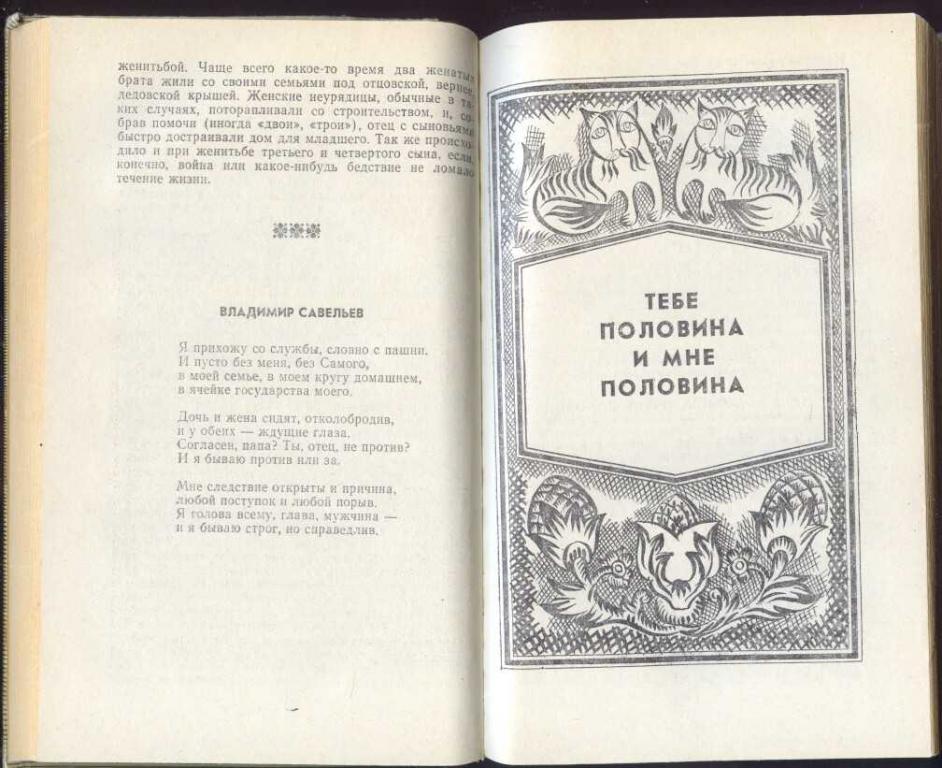 женитьбой. Чаще всего какое-то время два женатых
брата жили со своими семьями под отцовской, вернее,
дедовской крышей. Женские неурядицы, обычные в та-
ких случаях, поторапливали со строительством, и, со-
брав помочи (иногда «двои», «трои»), отец с сыновьями
быстро достраивали дом для младшего. Так же происхо-
дило и при женитьбе третьего и четвертого сына, если,
конечно, война или какое-нибудь бедствие не ломало
течение жизни.
ВЛАДИМИР САВЕЛЬЕВ
Я прихожу со службы, словно с пашни.
И пусто без меня, без Самого,
в моей семье, в моем кругу домашнем,
в ячейке государства моего.
Дочь и жена сидят, отколобродив,
и у обеих — ждущие глаза.
Согласен, папа? Ты, отец, не против?
И я бываю против или за.
Мне следствие открыты и причина,
любой поступок и любой порыв.
Я голова всему, глава, мужчина —
и я бываю строг, но справедлив.
ТЕБЕ
ПОЛОВИНА
И МНЕ
ПОЛОВИНА